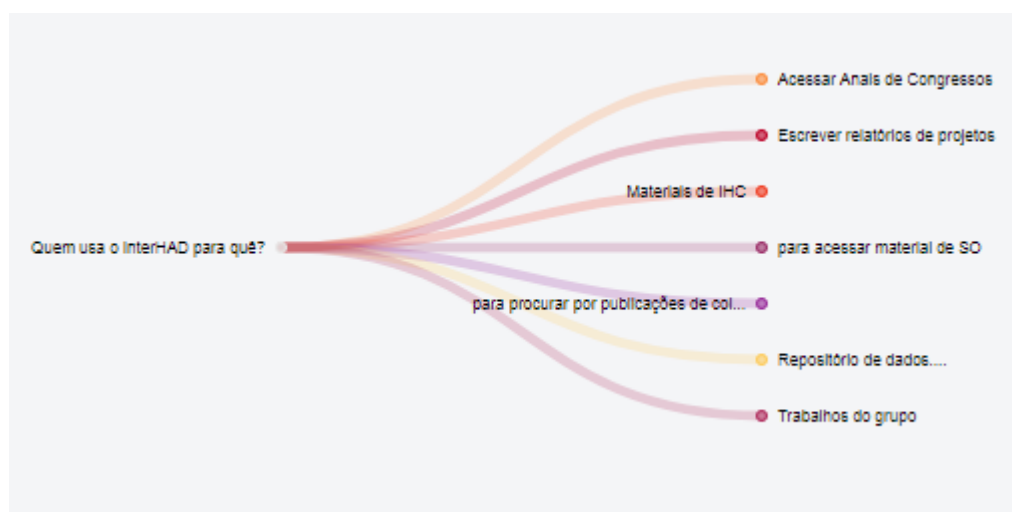 Acessar Anais de Congressos
Escrever relatórios de projetos
Materiais de IHC
Quem usa o InterHAD para quê?
para acessar material de SO
para procurar por publicações de col...
Repositório de dados....
Trabalhos do grupo